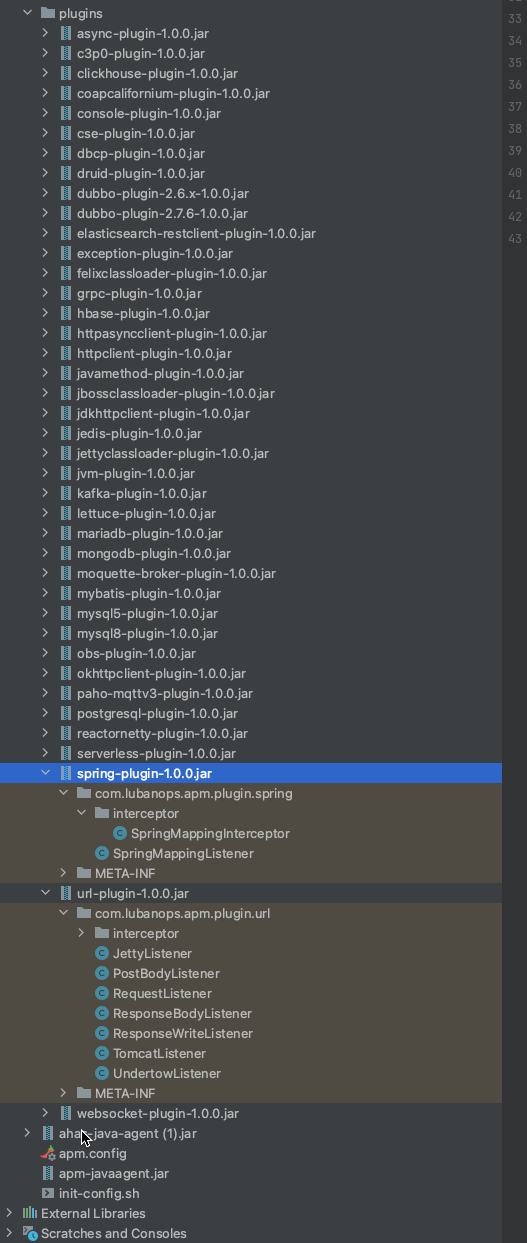 plugins
33
async-plugin-1.0.0.jar
34
c3p0-plugin-1.0.0.jar
35
clickhouse-plugin-1.0.0.jar
36
coapcalifornium-plugin-1.0.0.jar
37
console-plugin-1.0.0.jar
38
cse-plugin-1.0.0.jar
39
dbcp-plugin-1.0.0.jar
40
druid-plugin-1.0.0.jar
41
dubbo-plugin-2.6.x-1.0.0.jar
42
dubbo-plugin-2.7.6-1.0.0.jar
43
elasticsearch-restclient-plugin-1.0.0.jar
exception-plugin-1.0.0.jar
felixclassloader-plugin-1.0.0.jar
grpc-plugin-1.0.0.jar
hbase-plugin-1.0.0.jar
httpasyncclient-plugin-1.0.0.jar
httpclient-plugin-1.0.0.jar
javamethod-plugin-1.0.0.jar
jbossclassloader-plugin-1.0.0.jar
jdkhttpclient-plugin-1.0.0.jar
jedis-plugin-1.0.0.jar
jettyclassloader-plugin-1.0.0.jar
jvm-plugin-1.0.0.jar
kafka-plugin-1.0.0.jar
lettuce-plugin-1.0.0.jar
mariadb-plugin-1.0.0.jar
mongodb-plugin-1.0.0.jar
moquette-broker-plugin-1.0.0.jar
mybatis-plugin-1.0.0.jar
mysql5-plugin-1.0.0.jar
mysql8-plugin-1.0.0.jar
obs-plugin-1.0.0.jar
okhttpclient-plugin-1.0.0.jar
paho-mqttv3-plugin-1.0.0.jar
postgresql-plugin-1.0.0.jar
reactornetty-plugin-1.0.0.jar
serverless-plugin-1.0.0.jar
spring-plugin-1.0.0.jar
com.lubanops.apm.plugin.spring
interceptor
SpringMappingInterceptor
SpringMappingListener
META-INF
url-plugin-1.0.0.jar
com.lubanops.apm.plugin.url
interceptor
JettyListener
PostBodyListener
RequestListener
ResponseBodyListener
ResponseWriteListener
TomcatListener
UndertowListener
META-INF
websocket-plugin-1.0.0.jar
-java-agent (1).jar
apm.config
apm-javaagent.jar
init-config.sh
External Libraries
Scratches and Consoles